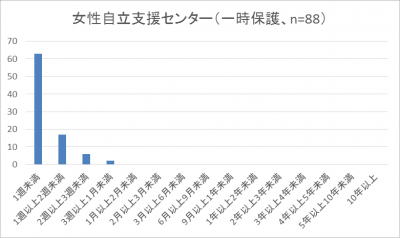 女性自立支援センター（一時保護、n=88）
70
60
50
40
30
20
10
0
1週未満
1週以上2週未満
2週以上3週未満
3週以上1月未満
1月以上2月未満
2月以上3月未満
3月以上6月未満
6月以上9月未満
9月以上1年未満
1年以上2年未満
2年以上3年未満
3年以上4年未満
4年以上5年未満
5年以上10年未満
10年以上